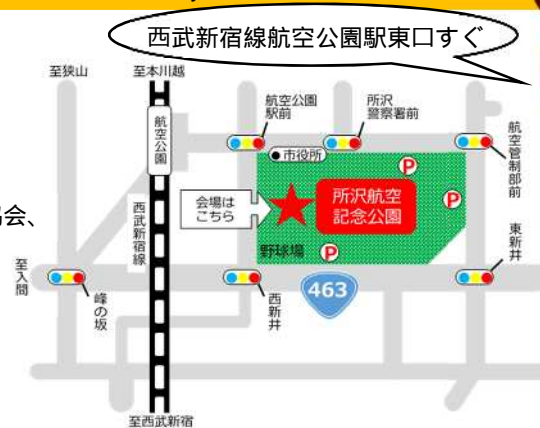 西武新宿線航空公園駅東口すぐ
至狭山
至本川越
航空公園
航空公園
駅前
所沢
警察署前
航空管制部前
●市役所
P
P
会場は
こちら
所沢航空
記念公園
西武新宿線
協会、
野球場
P
東新井
至入間
峰の坂
西新井
463
至西武新宿